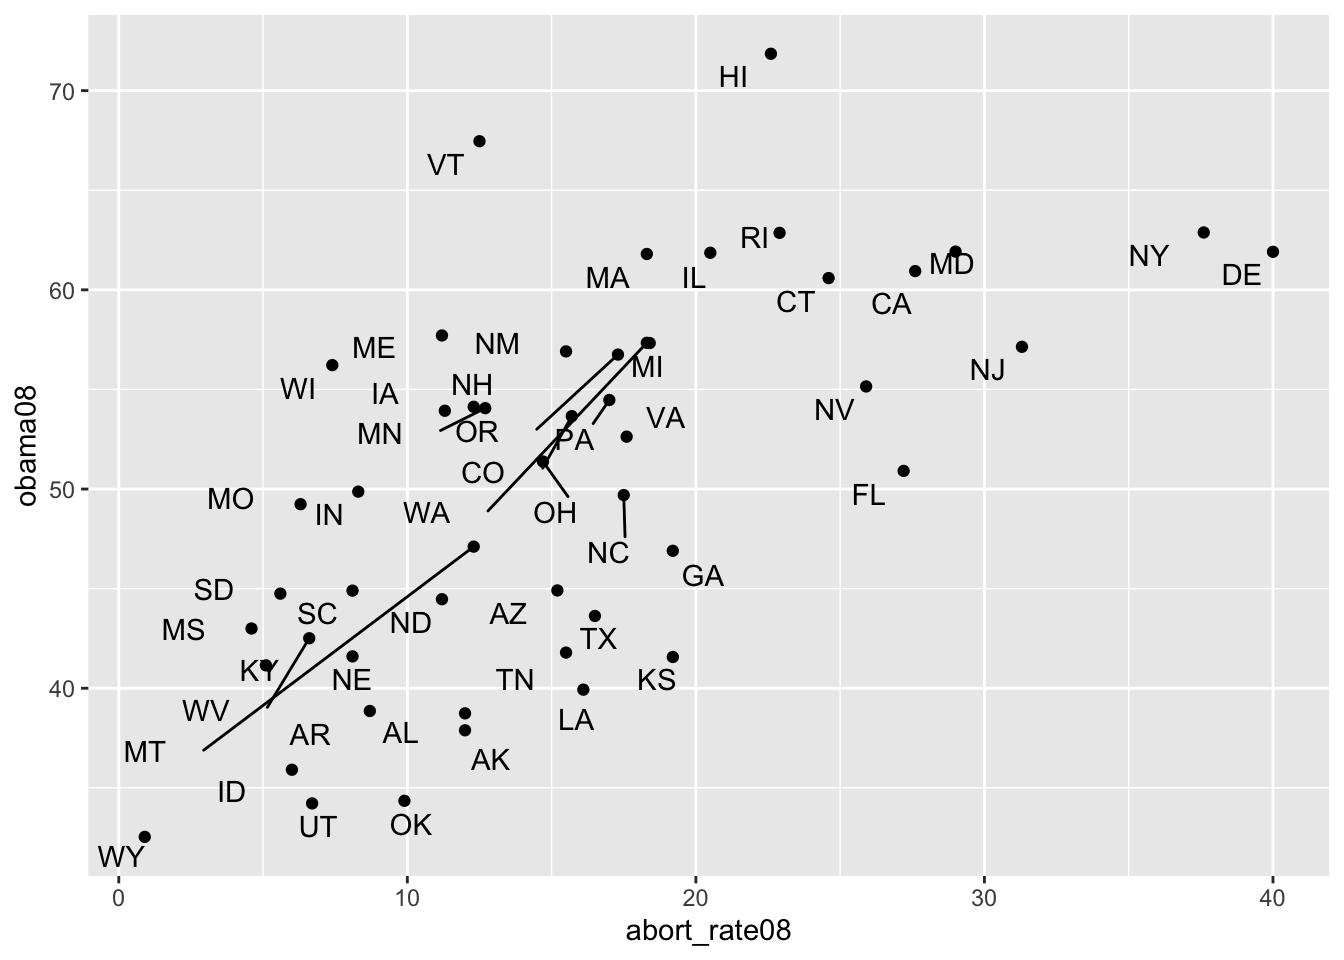 70
60
50
40
obama08
HI
VT
RI
MD
NY
DE
MA
IL
CT
CA
ME
NM
MI
NJ
WI
IA
NH
NV
VA
MN
OR
PA
CO
FL
MO
IN
WA
OH
NC
GA
SD
SC
ND
AZ
MS
TX
KY
NE
TN
KS
WV
LA
AR
AL
MT
AK
ID
UT
OK
WY
0 10 20 30 40
abort_rate08